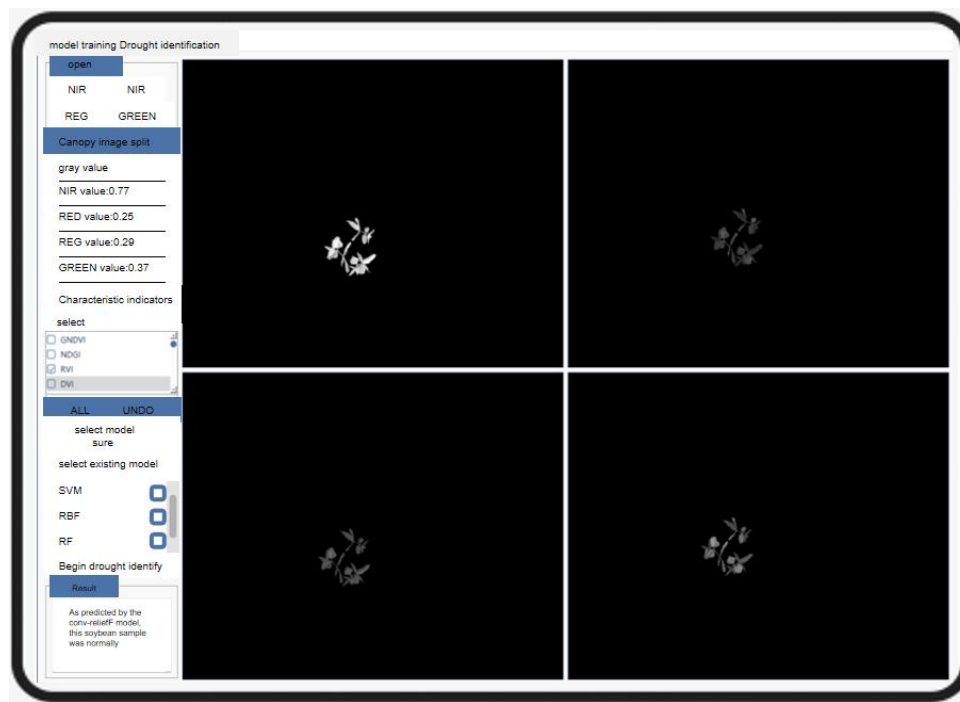 model training Drought identification
open
NIR NIR
REG GREEN
Canopy image split
gray value
NIR value:0.77
RED value:0.25
REG value:0.29
GREEN value:0.37
Characteristic indicators
select
GNDVI
NDGI
RVI
DVI
ALL UNDO
select model
sure
select existing model
SVM
RBF
RF
Begin drought identify
Result
As predicted by the
conv-reliefF model,
this soybean sample
was normally